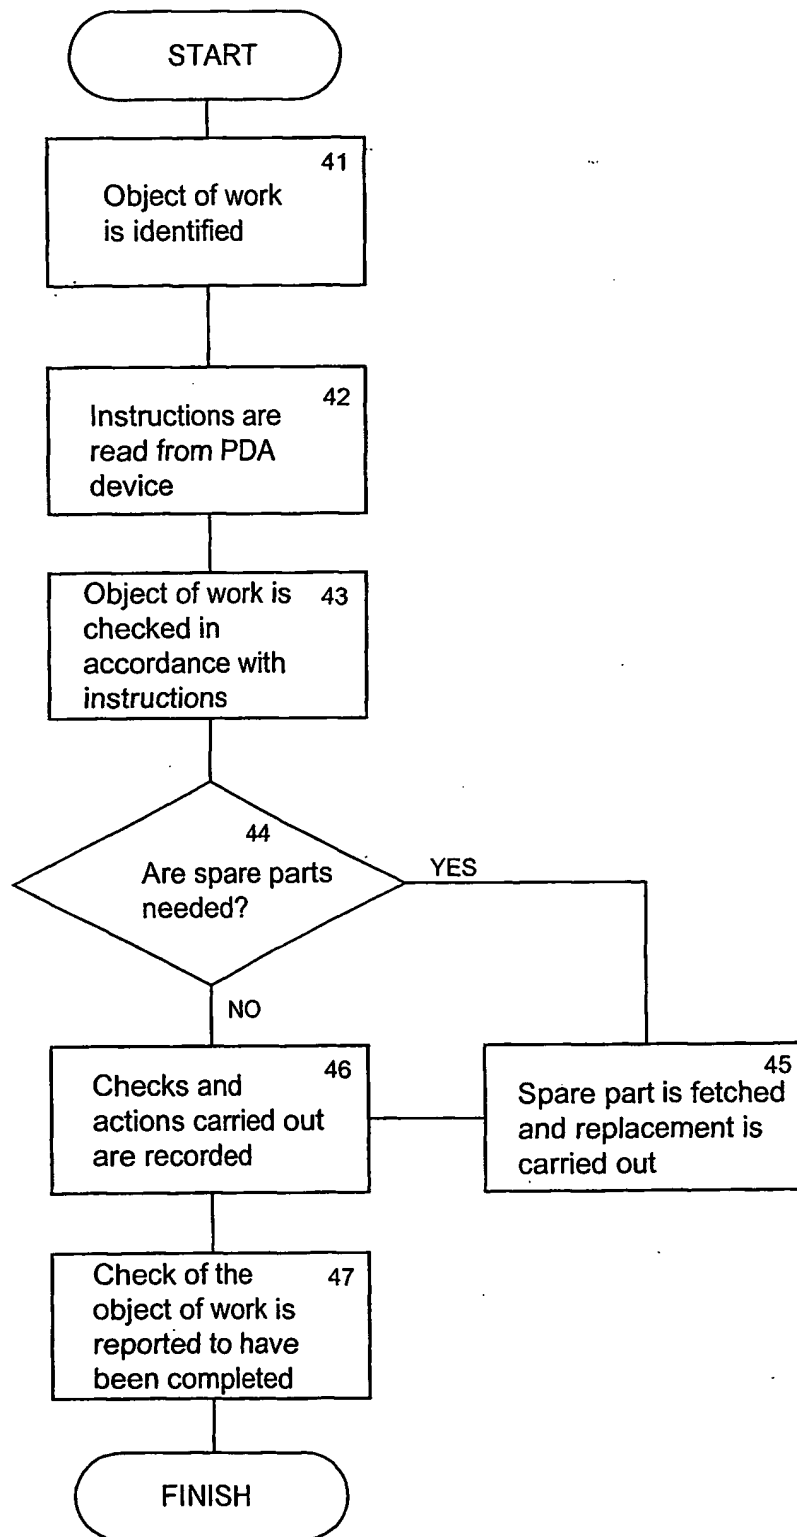 START
41
Object of work
is identified
42
Instructions are
read from PDA
device
43
Object of work is
checked in
accordance with
instructions
44
Are spare parts
needed?
YES
NO
46
Checks and
actions carried out
are recorded
45
Spare part is fetched
and replacement is
carried out
47
Check of the
object of work is
reported to have
been completed
FINISH